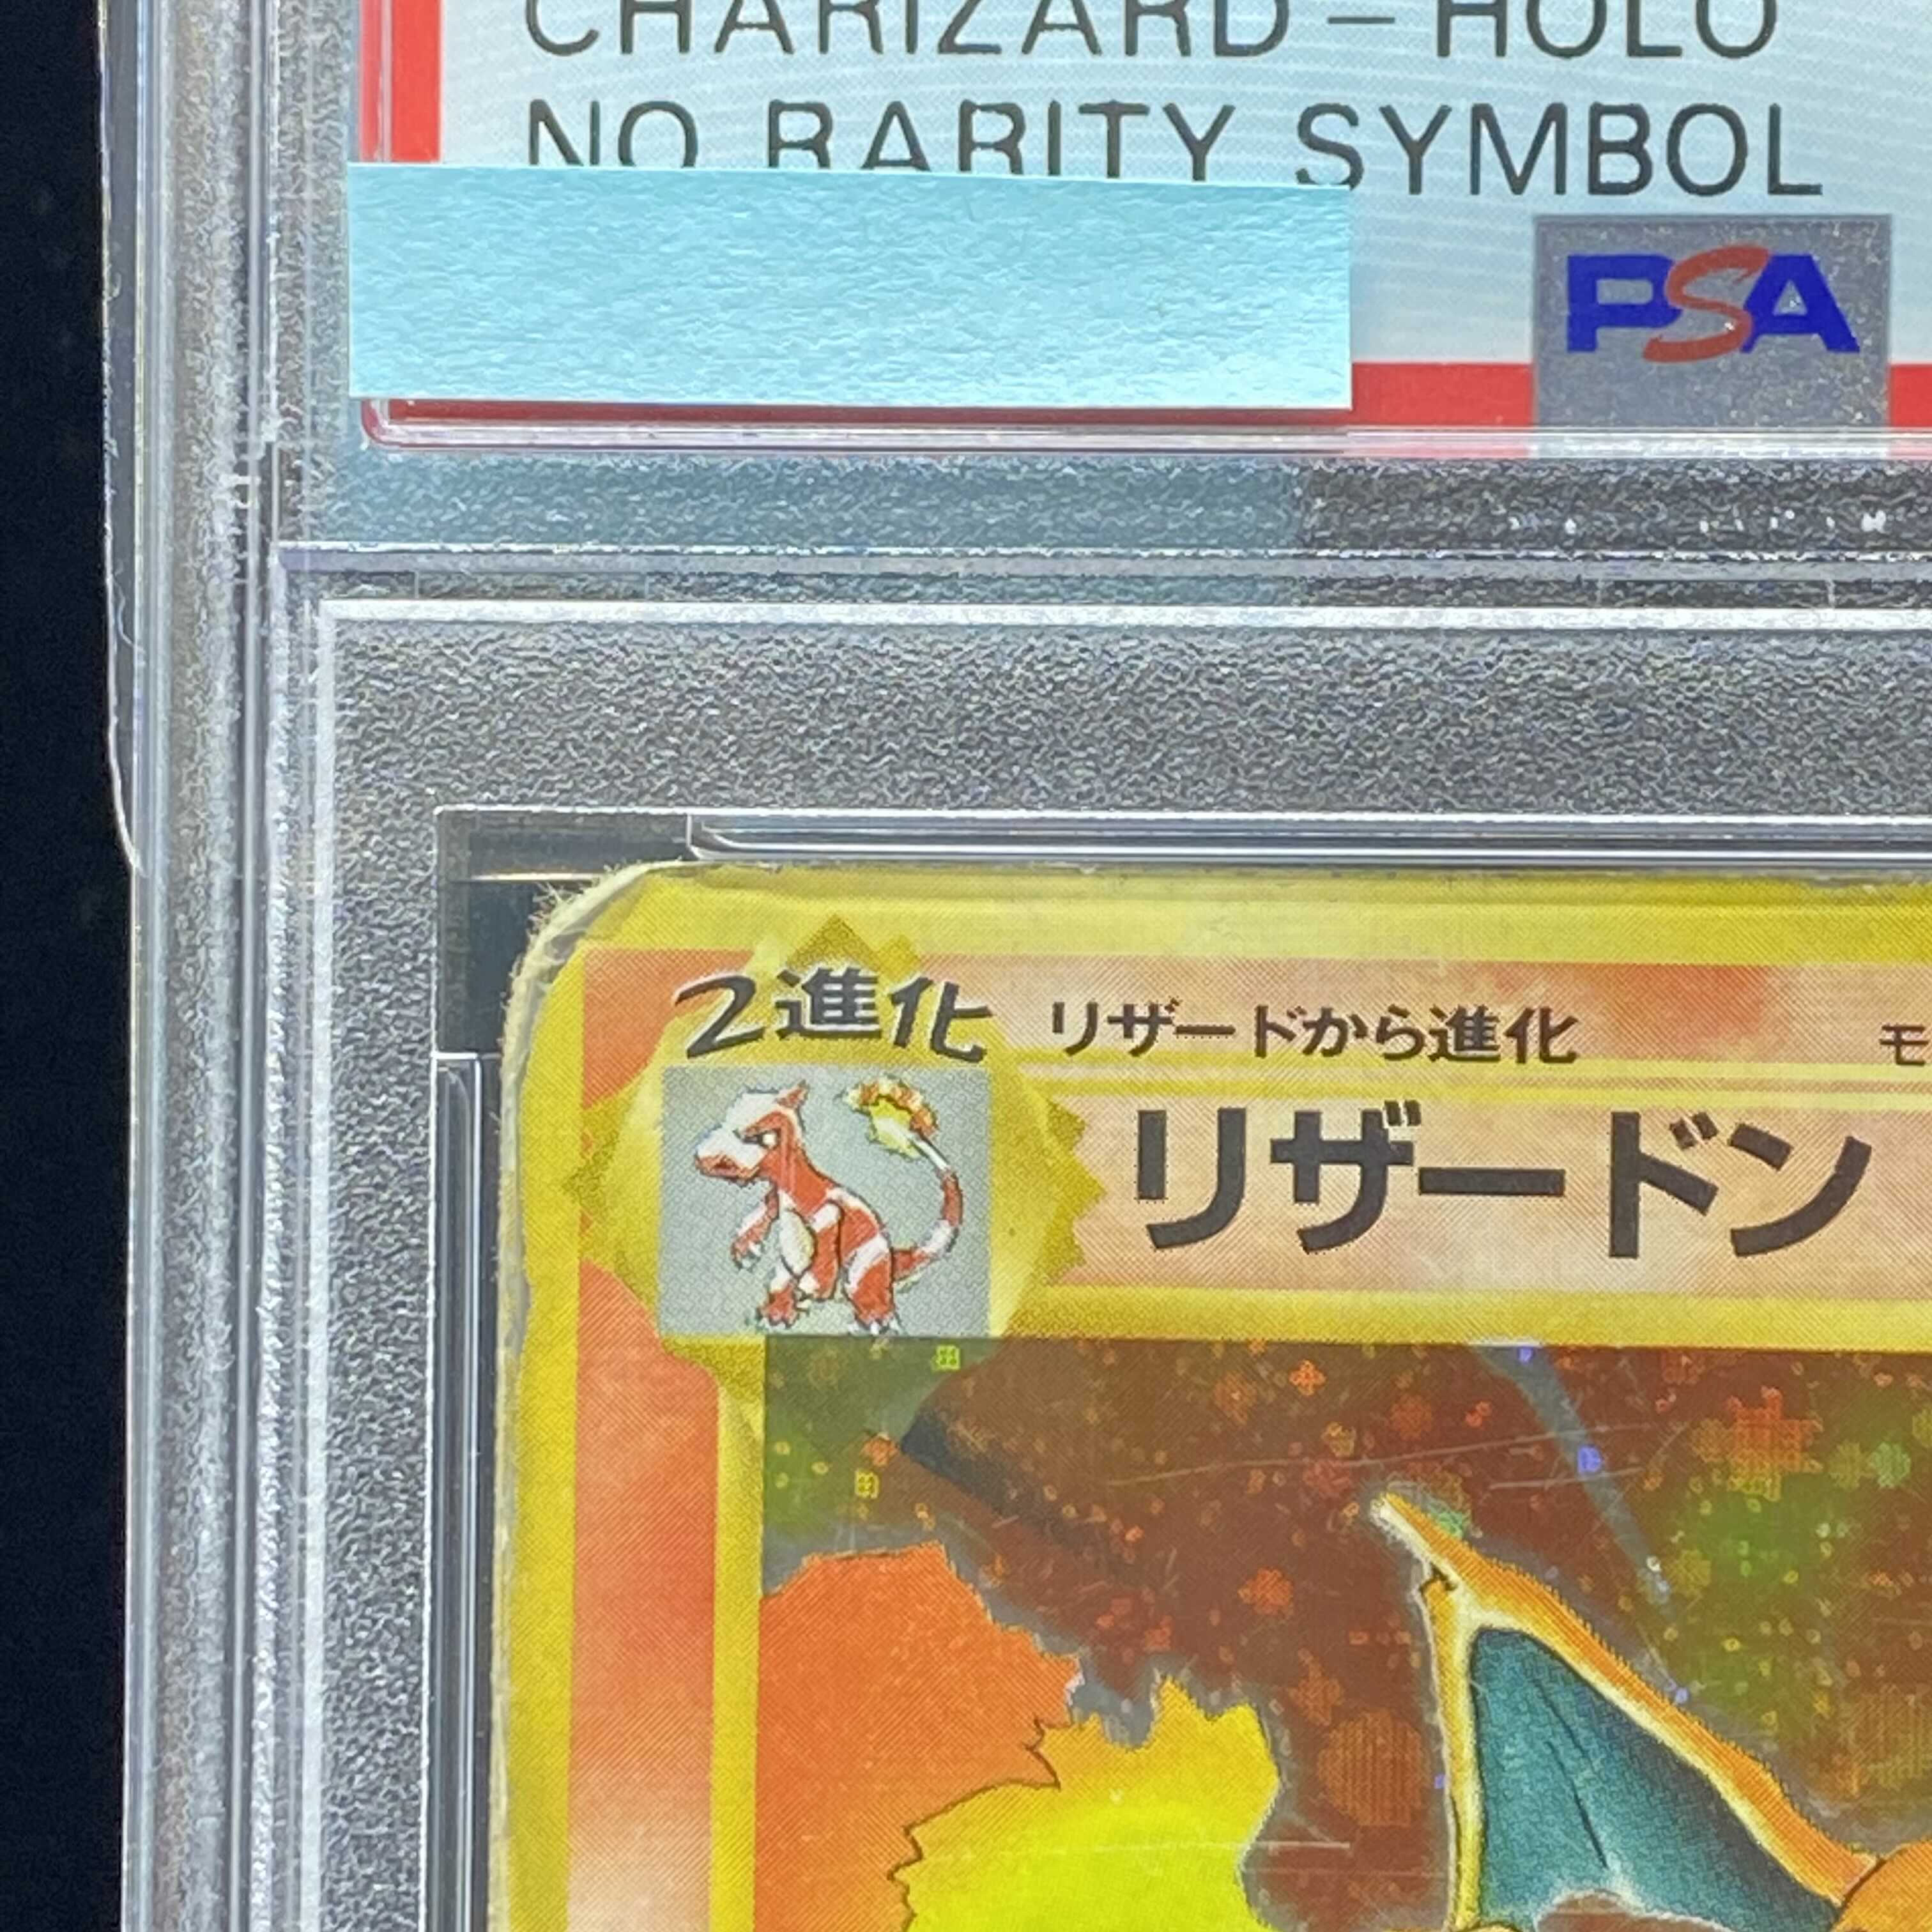 CHARIZARD - HOLO
NO RARITY SYMBOL
PSA
2進化 リザードから進化 モ
リザードン